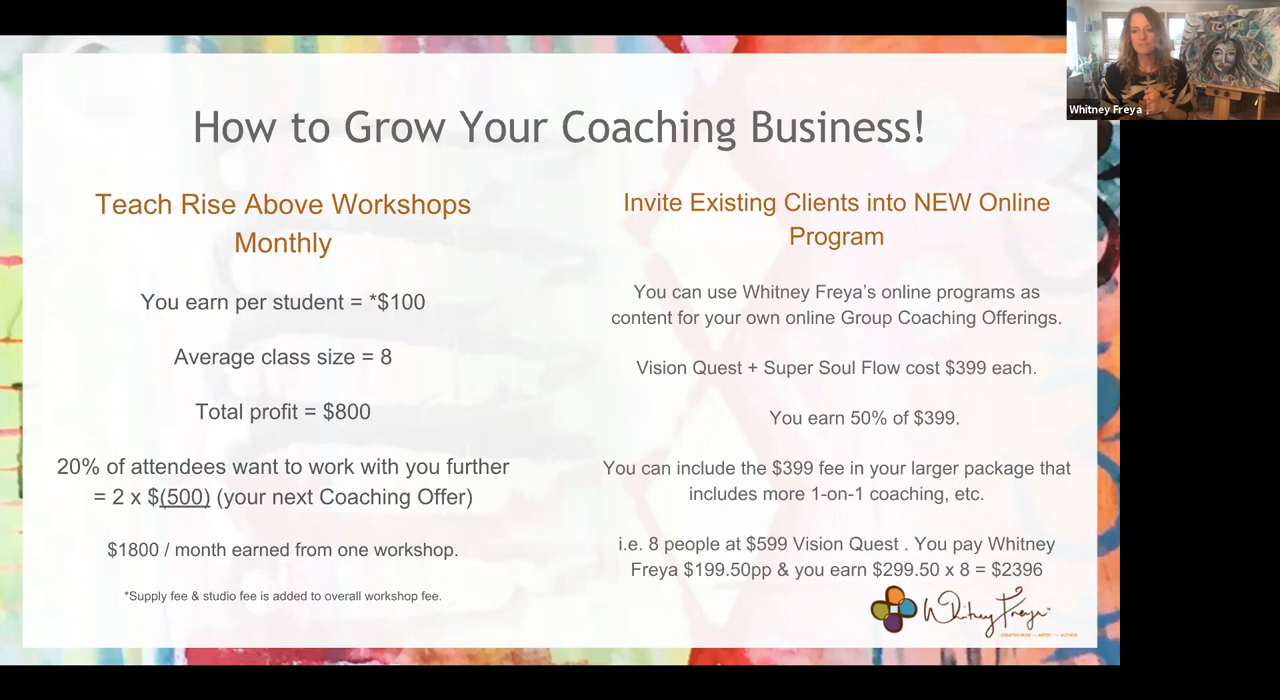 How to Grow Your Coaching Business!
Teach Rise Above Workshops
Monthly
You earn per student = *$100
Average class size = 8
Total profit = $800
20% of attendees want to work with you further
= 2 x $(500) (your next Coaching Offer)
$1800 / month earned from one workshop.
*Supply fee & studio fee is added to overall workshop fee.
Invite Existing Clients into NEW Online
Program
You can use Whitney Freya's online programs as
content for your own online Group Coaching Offerings.
Vision Quest + Super Soul Flow cost $399 each.
You earn 50% of $399.
You can include the $399 fee in your larger package that
includes more 1-on-1 coaching, etc.
i.e. 8 people at $599 Vision Quest . You pay Whitney
Freya $199.50pp & you earn $299.50 x 8 = $2396
Whitney Freya
Whitney Freya